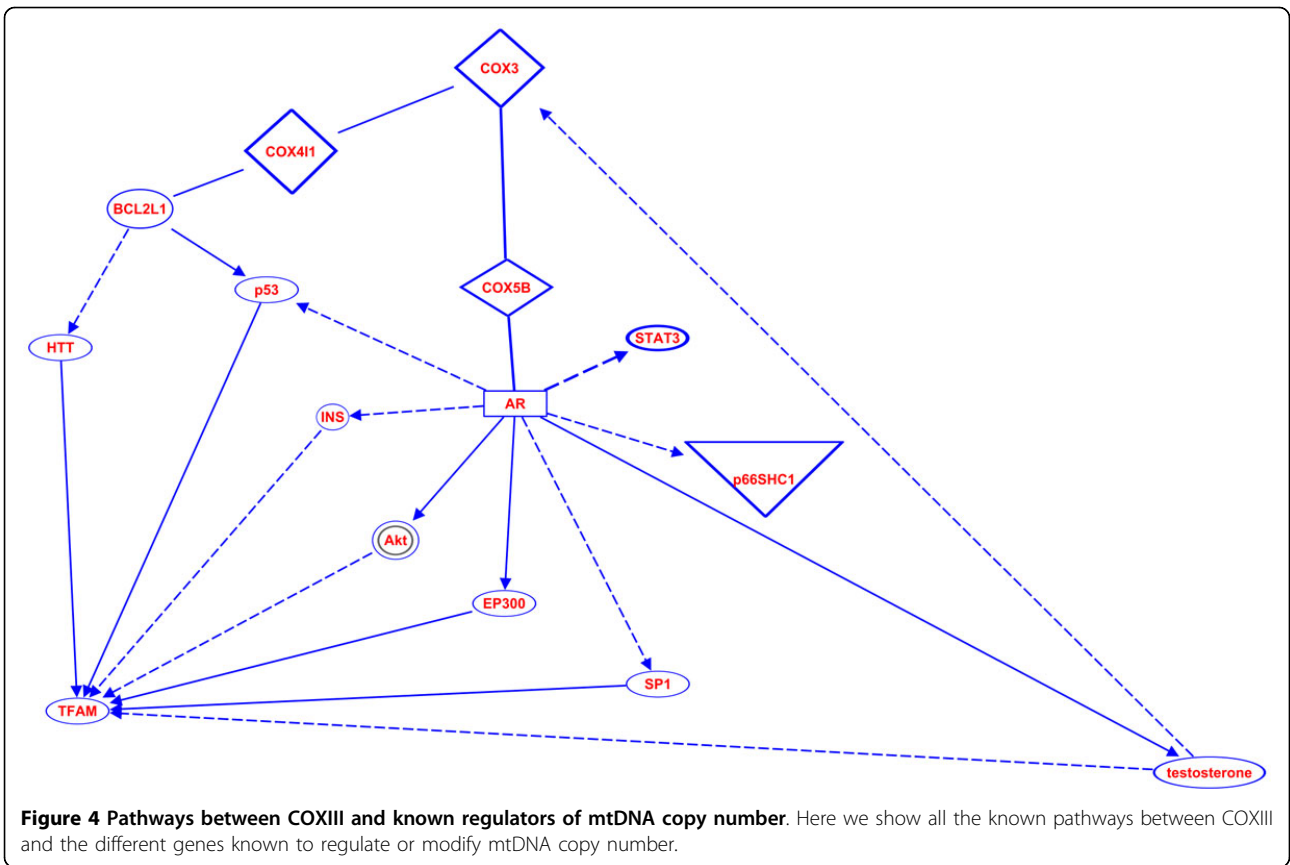 COX3
COX4I1
BCL2L1
p53
COX5B
HTT
STAT3
AR
INS
p66SHC1
Akt
EP300
SP1
TFAM
testosterone
Figure 4 Pathways between COXIII and known regulators of mtDNA copy number. Here we show all the known pathways between COXIII
and the different genes known to regulate or modify mtDNA copy number.